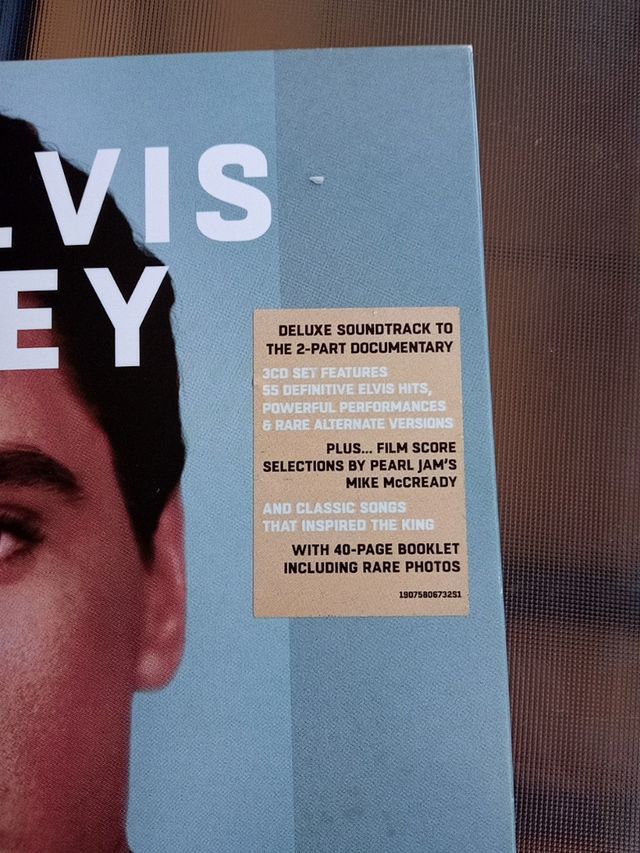 LVIS
EY
DELUXE SOUNDTRACK TO
THE 2-PART DOCUMENTARY
3CD SET FEATURES
55 DEFINITIVE ELVIS HITS,
POWERFUL PERFORMANCES
& RARE ALTERNATE VERSIONS
PLUS... FILM SCORE
SELECTIONS BY PEARL JAM'S
MIKE McCREADY
AND CLASSIC SONGS
THAT INSPIRED THE KING
WITH 40-PAGE BOOKLET
INCLUDING RARE PHOTOS
19075806732S1